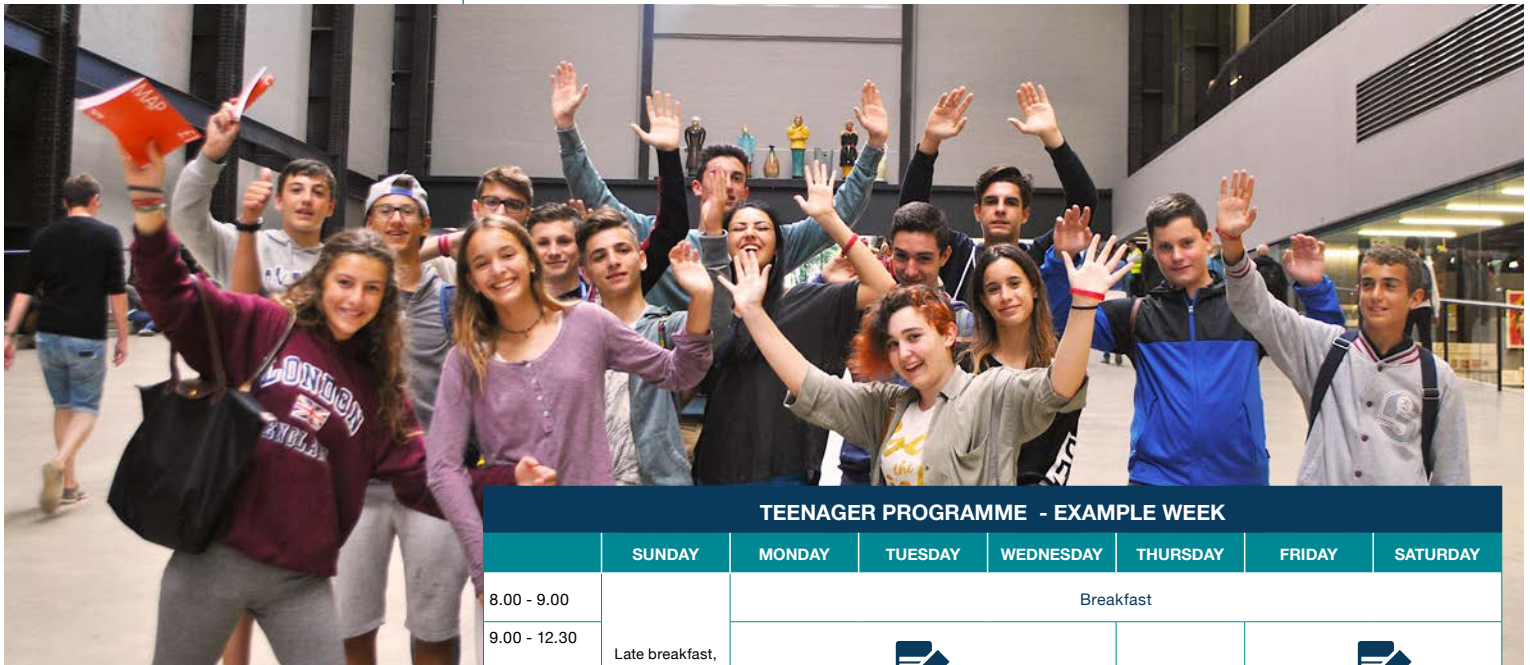 MAP
LONDON
ENGLAND
TEENAGER PROGRAMME - EXAMPLE WEEK
SUNDAY MONDAY TUESDAY WEDNESDAY THURSDAY FRIDAY SATURDAY
8.00 - 9.00 Breakfast
9.00 - 12.30
Late breakfast,